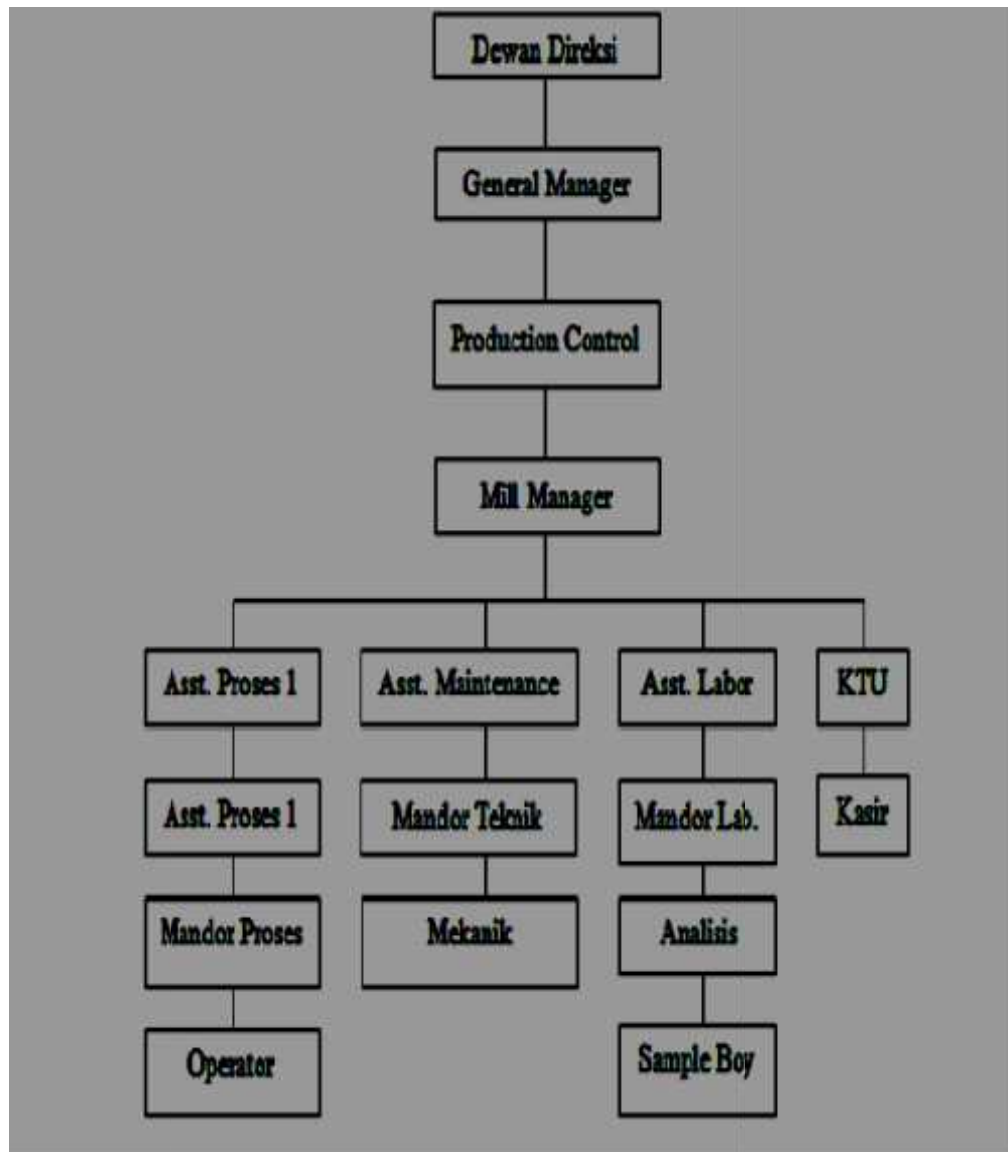 Dewan Direksi
General Manager
Production Control
Mill Manager
Asst. Proses 1
Asst. Maintenance
Asst. Labor
KTU
Asst. Proses 1
Mandor Teknik
Mandor Lab.
Kasir
Mandor Proses
Mekanik
Analisis
Operator
Sample Boy